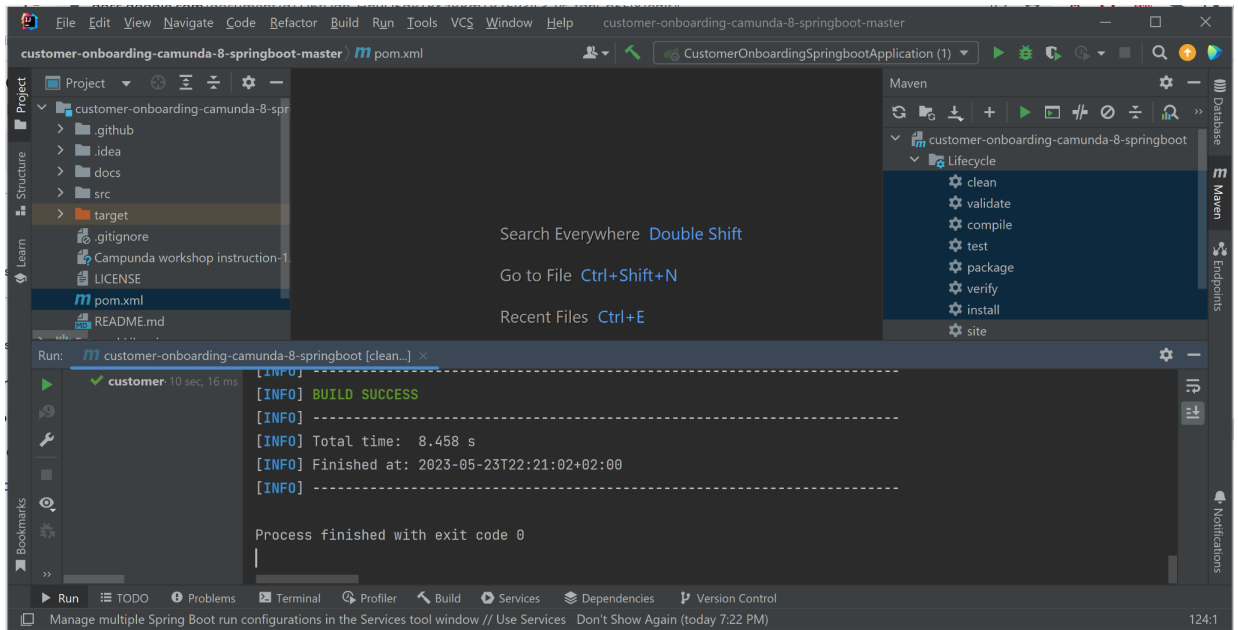 File Edit View Navigate Code Refactor Build Run Tools VCS Window Help customer-onboarding-camunda-8-springboot-master
customer-onboarding-camunda-8-springboot-master pom.xml CustomerOnboardingSpringbootApplication (1)
Project
Project
Structure
Learn
Bookmarks
customer-onboarding-camunda-8-spr
.github
.idea
docs
src
target
.gitignore
Campunda workshop instruction-1.
LICENSE
pom.xml
README.md
Search Everywhere Double Shift
Go to File Ctrl+Shift+N
Recent Files Ctrl+E
Maven
customer-onboarding-camunda-8-springboot
Lifecycle
clean
validate
compile
test
package
verify
install
site
Database
Maven
Endpoints
Notifications
Run: customer-onboarding-camunda-8-springboot [clean...]
customer 10 sec, 16 ms
[INFO] ------------------------------------------------------------------------
[INFO] BUILD SUCCESS
[INFO] ------------------------------------------------------------------------
[INFO] Total time:  8.458 s
[INFO] Finished at: 2023-05-23T22:21:02+02:00
[INFO] ------------------------------------------------------------------------
Process finished with exit code 0
Run TODO Problems Terminal Profiler Build Services Dependencies Version Control
Manage multiple Spring Boot run configurations in the Services tool window // Use Services Don't Show Again (today 7:22 PM) 124:1